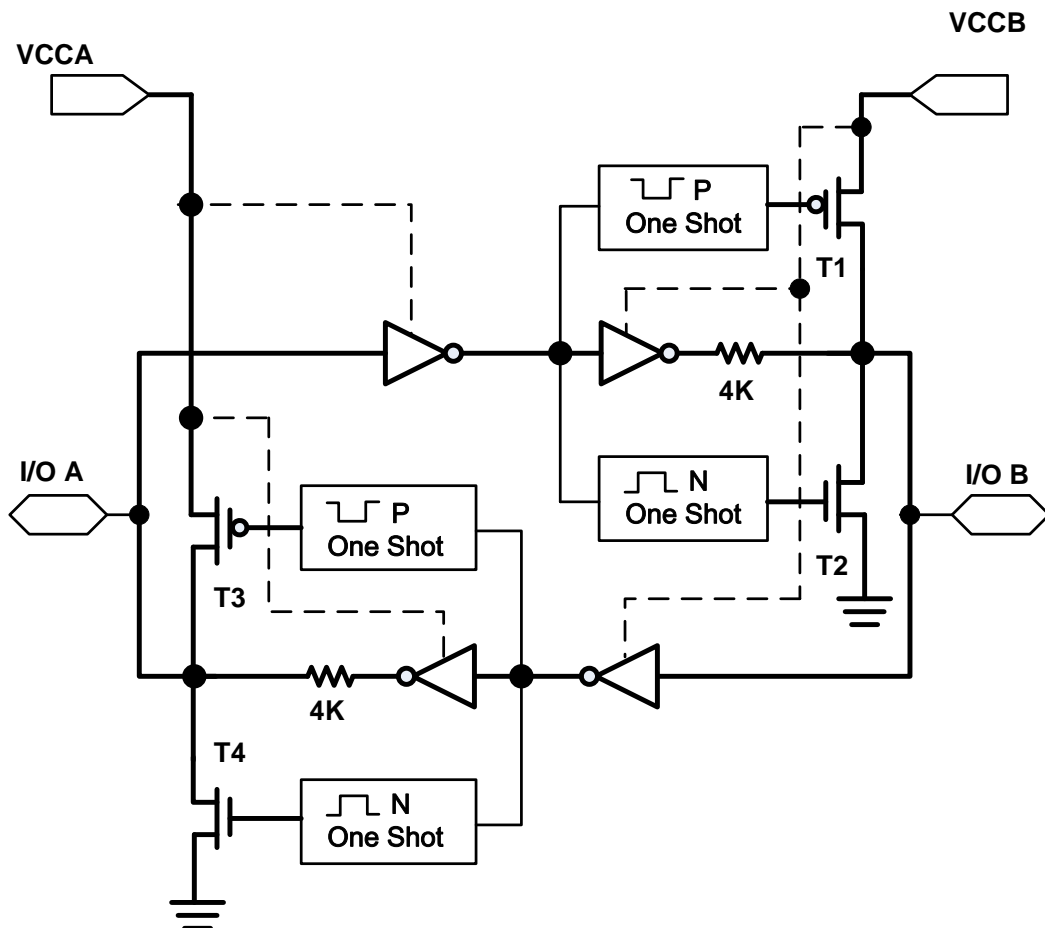 VCCB
VCCA
P
One Shot
T1
4K
I/O A
N
One Shot
I/O B
P
One Shot
T2
T3
4K
T4
N
One Shot